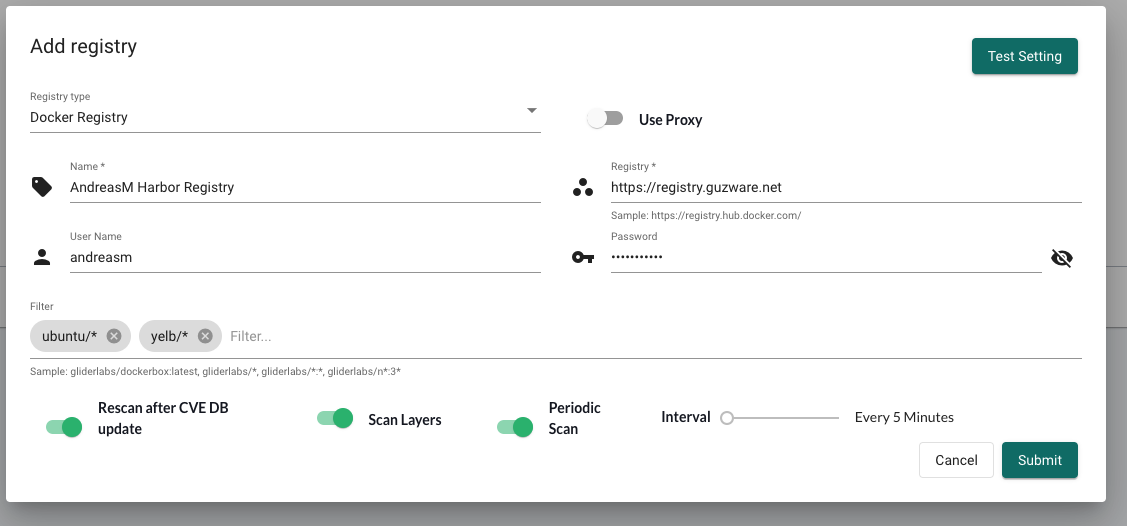 Add registry
Test Setting
Registry type
Docker Registry
Use Proxy
Name *
AndreasM Harbor Registry
Registry *
https://registry.guzware.net
Sample: https://registry.hub.docker.com/
User Name
andreasm
Password
•••••••••••
Filter
ubuntu/*
yelb/*
Filter...
Sample: gliderlabs/dockerbox:latest, gliderlabs/*, gliderlabs/*:*, gliderlabs/n*:3*
Rescan after CVE DB
update
Scan Layers
Periodic
Scan
Interval
Every 5 Minutes
Cancel
Submit